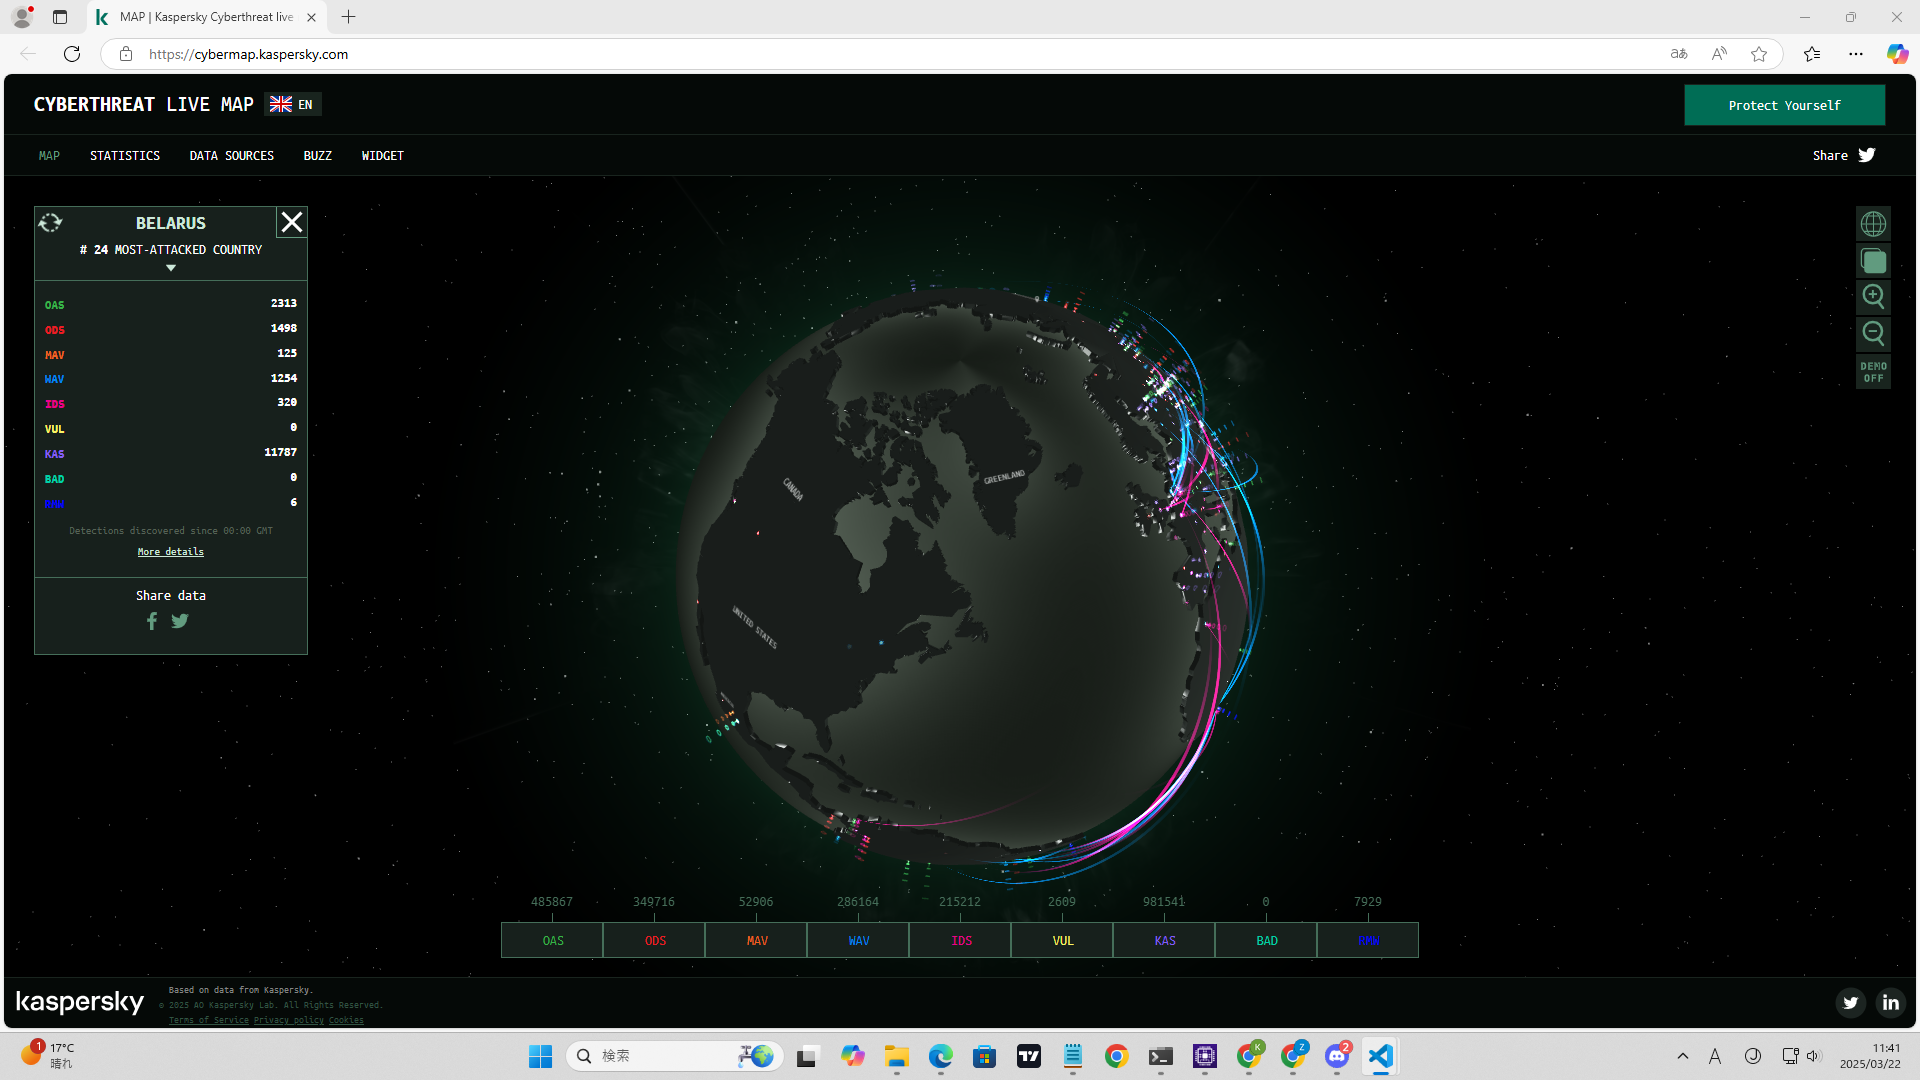 MAP | Kaspersky Cyberthreat live
https://cybermap.kaspersky.com
CYBERTHREAT LIVE MAP EN
Protect Yourself
MAP STATISTICS DATA SOURCES BUZZ WIDGET
Share
BELARUS
# 24 MOST-ATTACKED COUNTRY
OAS 2313
ODS 1498
MAV 125
WAV 1254
IDS 320
VUL 0
KAS 11787
BAD 0
RMW 6
Detections discovered since 00:00 GMT
More details
Share data
DEMO
OFF
GREENLAND
CANADA
UNITED STATES
485867 349716 52906 286164 215212 2609 981541 0 7929
OAS ODS MAV WAV IDS VUL KAS BAD RMW
kaspersky
Based on data from Kaspersky.
© 2025 AO Kaspersky Lab. All Rights Reserved.
Terms of Service Privacy policy Cookies
1
17°C
晴れ
検索
K
Z
2
A
11:41
2025/03/22